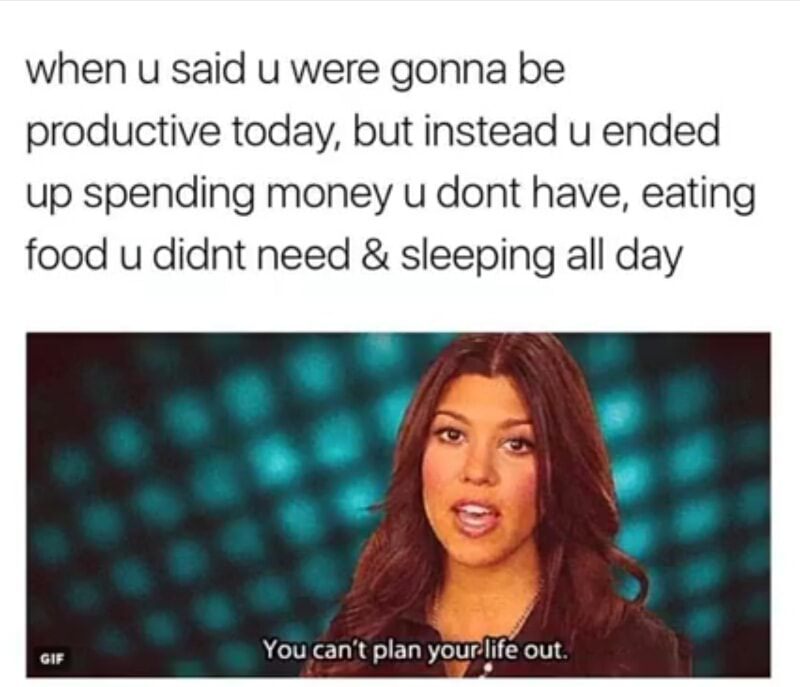 when u said u were gonna be
productive today, but instead u ended
up spending money u dont have, eating
food u didnt need & sleeping all day
You can't plan your life out.
GIF